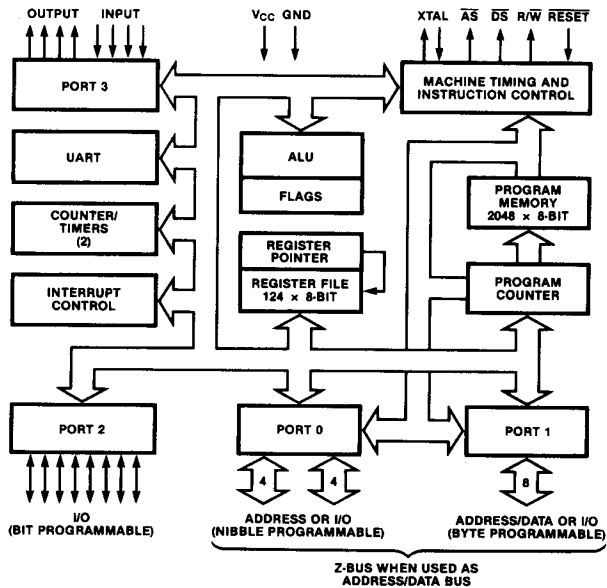 OUTPUT INPUT
VCC GND
XTAL AS DS R/W RESET
PORT 3
MACHINE TIMING AND
INSTRUCTION CONTROL
UART
ALU
FLAGS
PROGRAM
MEMORY
2048 × 8-BIT
COUNTER/
TIMERS
(2)
REGISTER
POINTER
REGISTER FILE
124 × 8-BIT
PROGRAM
COUNTER
INTERRUPT
CONTROL
PORT 2
PORT 0
PORT 1
4 4 8
I/O
(BIT PROGRAMMABLE)
ADDRESS OR I/O
(NIBBLE PROGRAMMABLE)
ADDRESS/DATA OR I/O
(BYTE PROGRAMMABLE)
Z-BUS WHEN USED AS
ADDRESS/DATA BUS